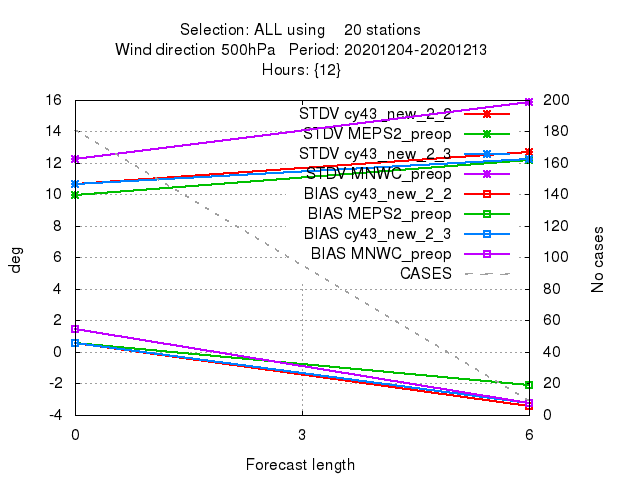 Selection: ALL using 20 stations
Wind direction 500hPa Period: 20201204-20201213
Hours: {12}
16 200
STDV cy43_new_2_2
14 180
STDV MEPS2_preop
STDV cy43_new_2_3
12 160
STDV MNWC_preop
10 140
BIAS cy43_new_2_2
BIAS MEPS2_preop
8 120
BIAS cy43_new_2_3
BIAS MNWC_preop
6 100
CASES
deg
No cases
4 80
2 60
0 40
-2 20
-4 0
0 3 6
Forecast length